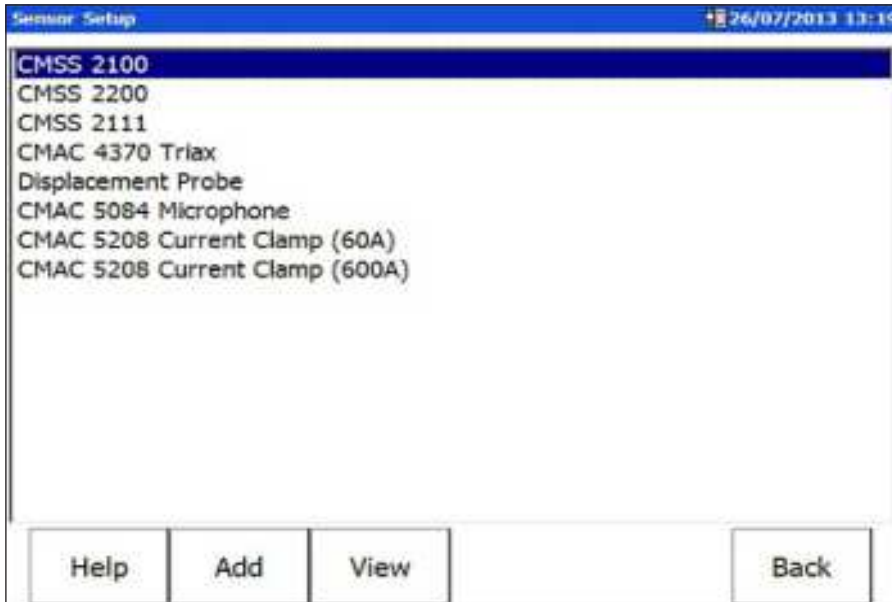 Sensor Setup 26/07/2013 13:19
CMSS 2100
CMSS 2200
CMSS 2111
CMAC 4370 Triax
Displacement Probe
CMAC 5084 Microphone
CMAC 5208 Current Clamp (60A)
CMAC 5208 Current Clamp (600A)
Help Add View Back